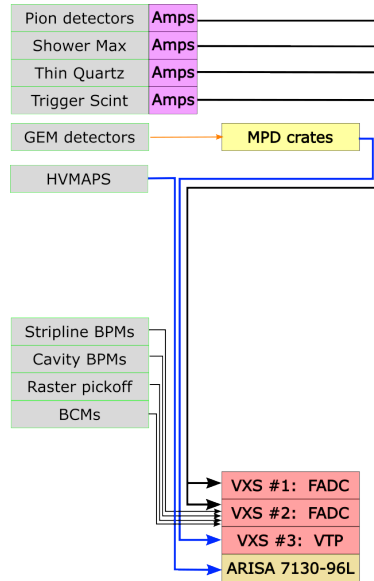 Pion detectors Amps
Shower Max Amps
Thin Quartz Amps
Trigger Scint Amps
GEM detectors MPD crates
HVMAPS
Stripline BPMs
Cavity BPMs
Raster pickoff
BCMs
VXS #1: FADC
VXS #2: FADC
VXS #3: VTP
ARISA 7130-96L